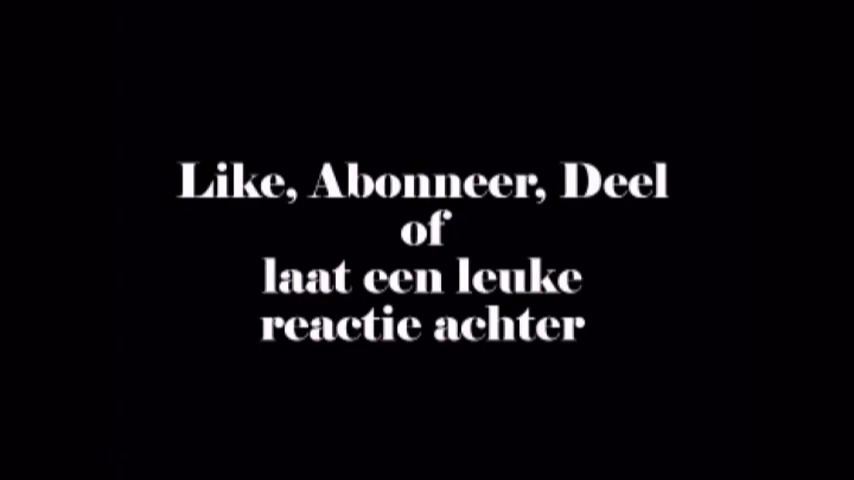 Like, Abonneer, Deel
of
laat een leuke
reactie achter